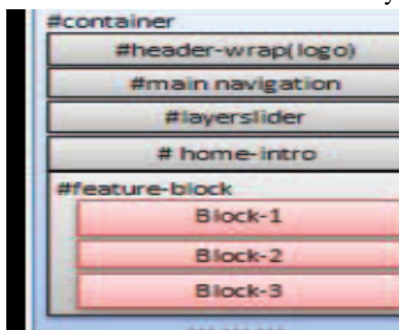 #container
#header-wrap(logo)
#main navigation
#layerslider
# home-intro
#feature-block
Block-1
Block-2
Block-3